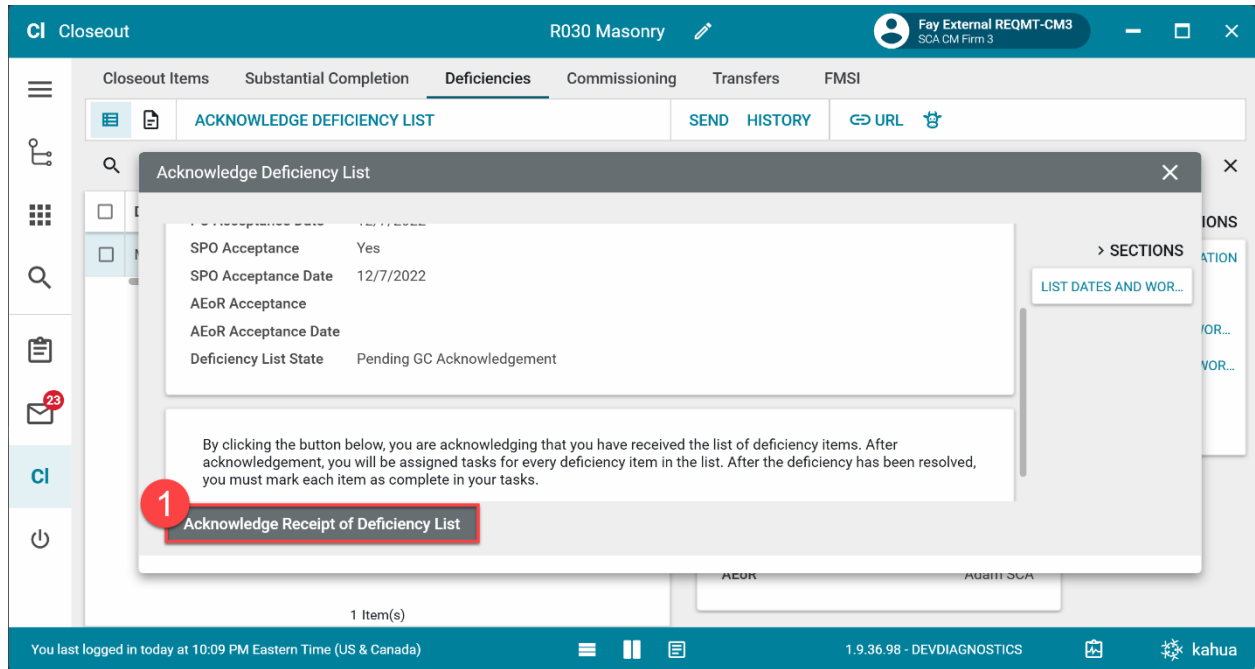 Cl Closeout
R030 Masonry
Fay External REQMT-CM3
SCA CM Firm 3
Closeout Items Substantial Completion Deficiencies Commissioning Transfers FMSI
ACKNOWLEDGE DEFICIENCY LIST SEND HISTORY URL
Acknowledge Deficiency List
IONS
SPO Acceptance Yes
> SECTIONS
ATION
SPO Acceptance Date 12/7/2022
LIST DATES AND WOR...
AEoR Acceptance
AEoR Acceptance Date
OR...
Deficiency List State Pending GC Acknowledgement
WOR...
23
By clicking the button below, you are acknowledging that you have received the list of deficiency items. After
acknowledgement, you will be assigned tasks for every deficiency item in the list. After the deficiency has been resolved,
you must mark each item as complete in your tasks.
Cl
1
Acknowledge Receipt of Deficiency List
AEoR Adam SCA
1 Item(s)
You last logged in today at 10:09 PM Eastern Time (US & Canada)
1.9.36.98 - DEVDIAGNOSTICS
kahua